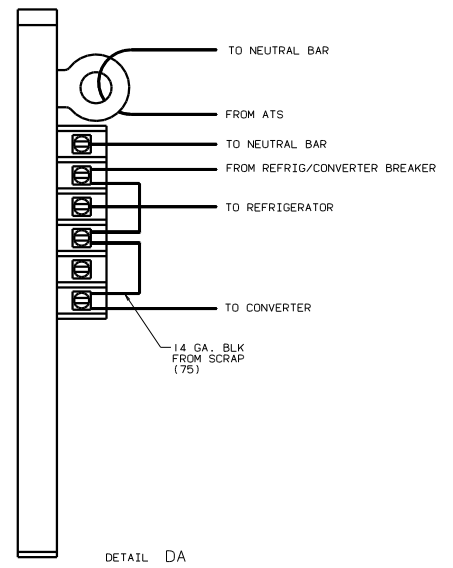 TO NEUTRAL BAR
FROM ATS
TO NEUTRAL BAR
FROM REFRIG/CONVERTER BREAKER
TO REFRIGERATOR
TO CONVERTER
14 GA. BLK
FROM SCRAP
(75)
DETAIL DA